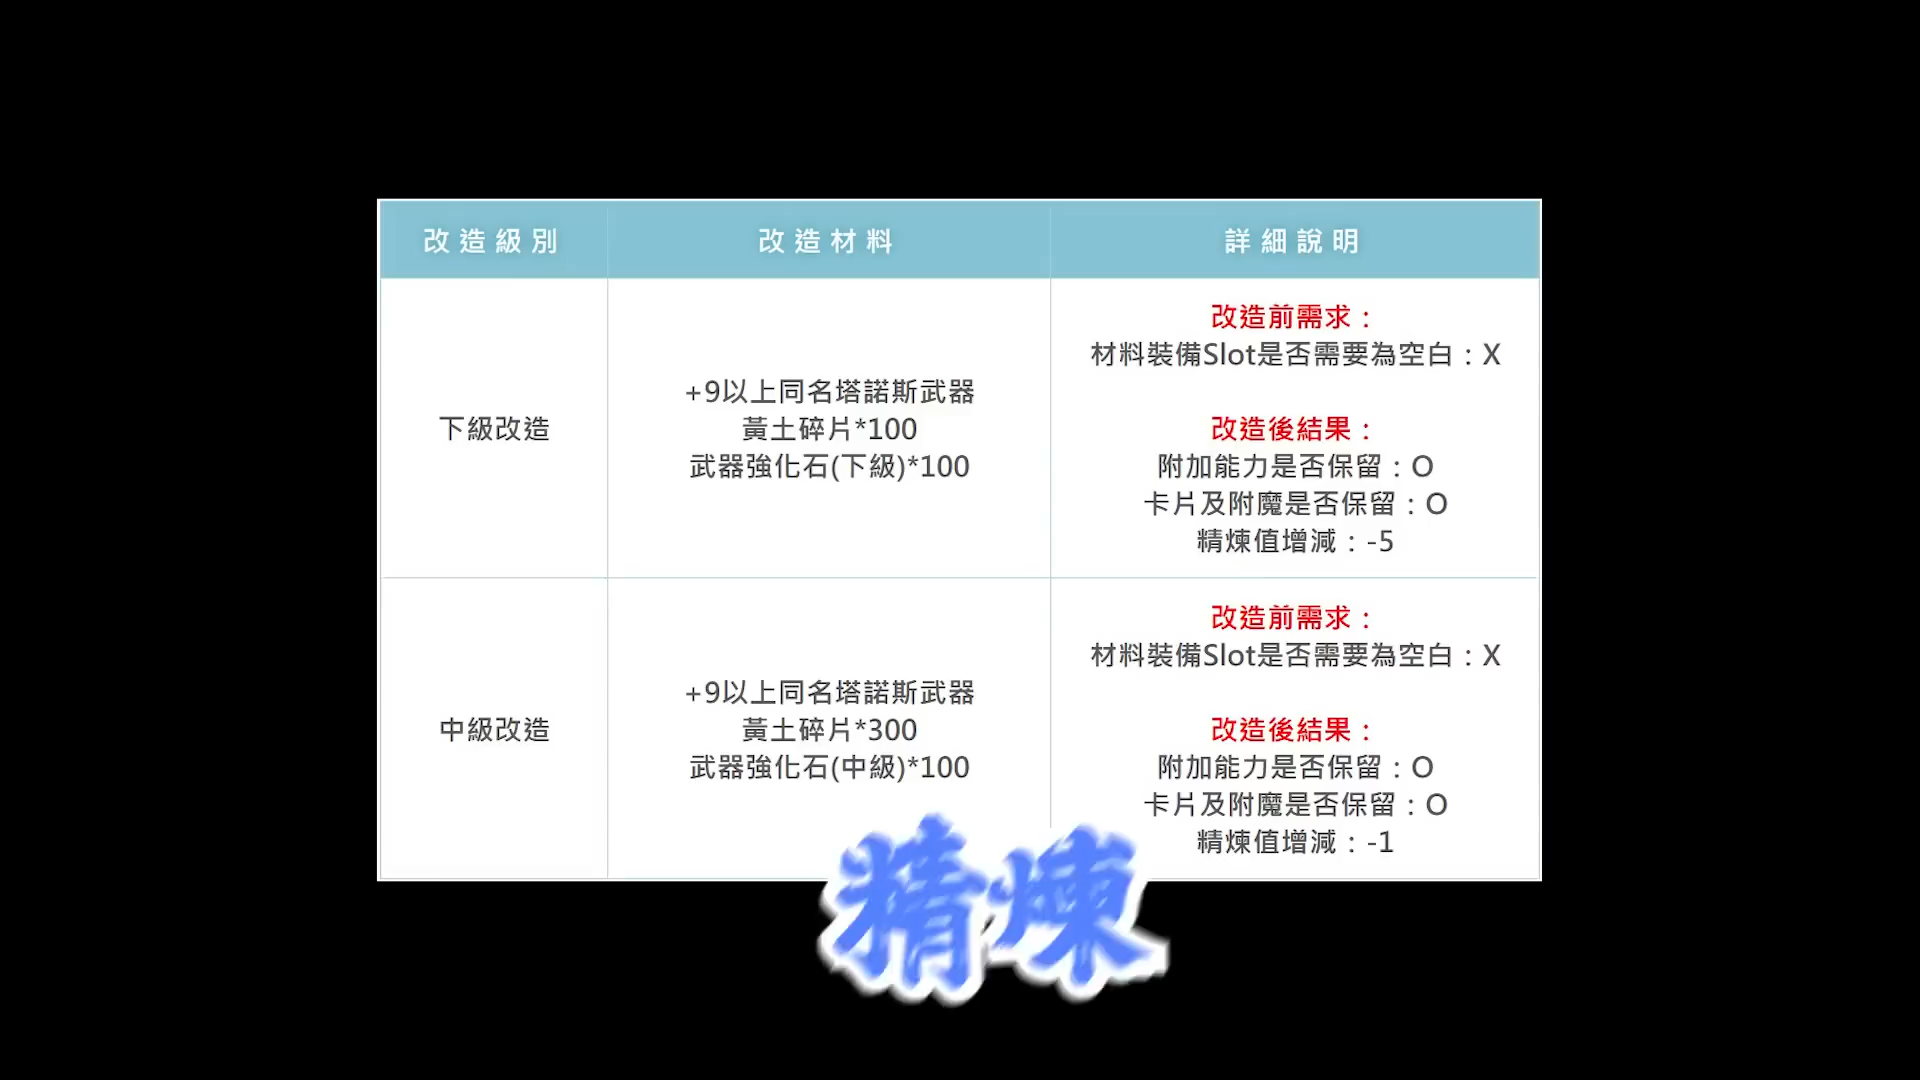 改造級別
改造材料
詳細說明
下級改造
+9以上同名塔諾斯武器
黃土碎片*100
武器強化石(下級)*100
改造前需求：
材料裝備Slot是否需要為空白：X
改造後結果：
附加能力是否保留：O
卡片及附魔是否保留：O
精煉值增減：-5
中級改造
+9以上同名塔諾斯武器
黃土碎片*300
武器強化石(中級)*100
改造前需求：
材料裝備Slot是否需要為空白：X
改造後結果：
附加能力是否保留：O
卡片及附魔是否保留：O
精煉值增減：-1
精煉